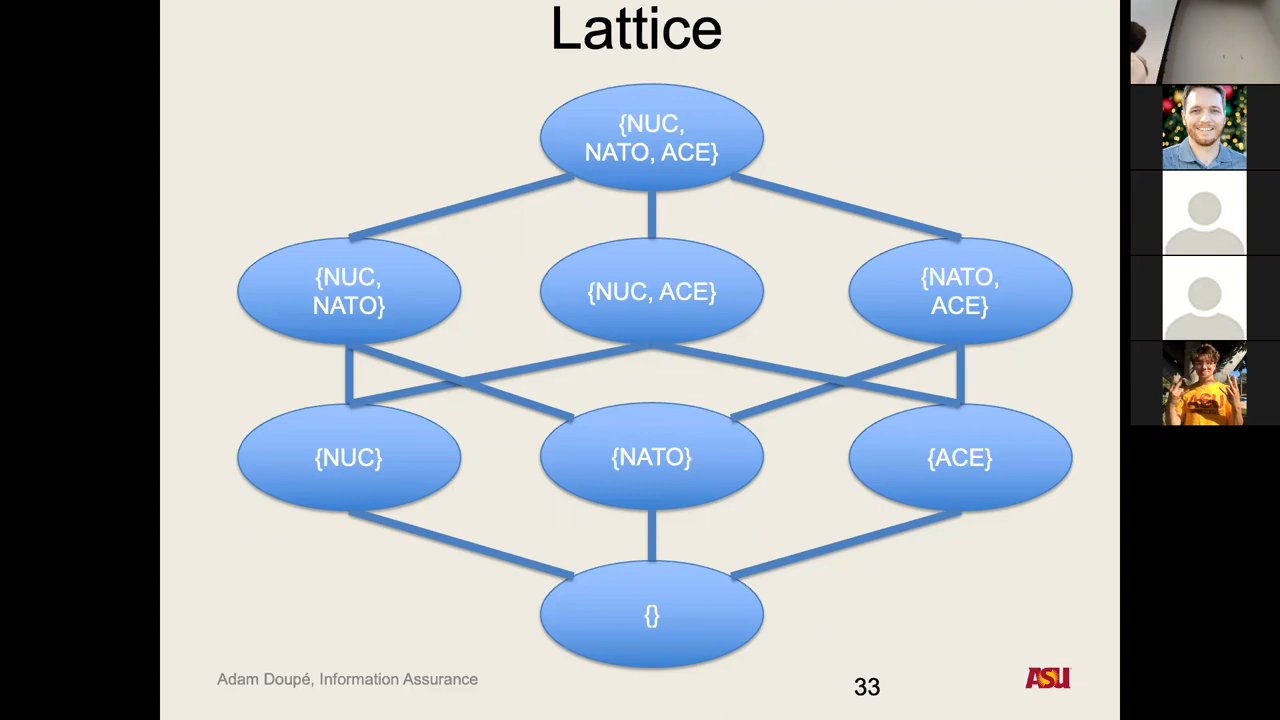 Lattice
{NUC,
NATO, ACE}
{NUC,
NATO}
{NUC, ACE}
{NATO,
ACE}
{NUC}
{NATO}
{ACE}
{}
Adam Doupé, Information Assurance
33
ASU
ASU